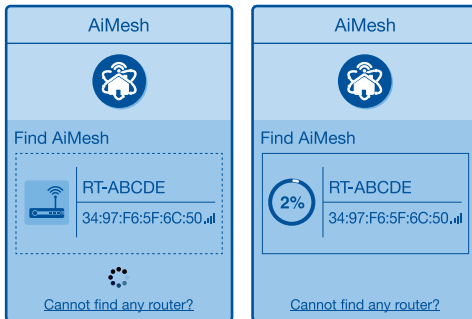 AiMesh
Find AiMesh
RT-ABCDE
34:97:F6:5F:6C:50
Cannot find any router?
AiMesh
Find AiMesh
2%
RT-ABCDE
34:97:F6:5F:6C:50
Cannot find any router?